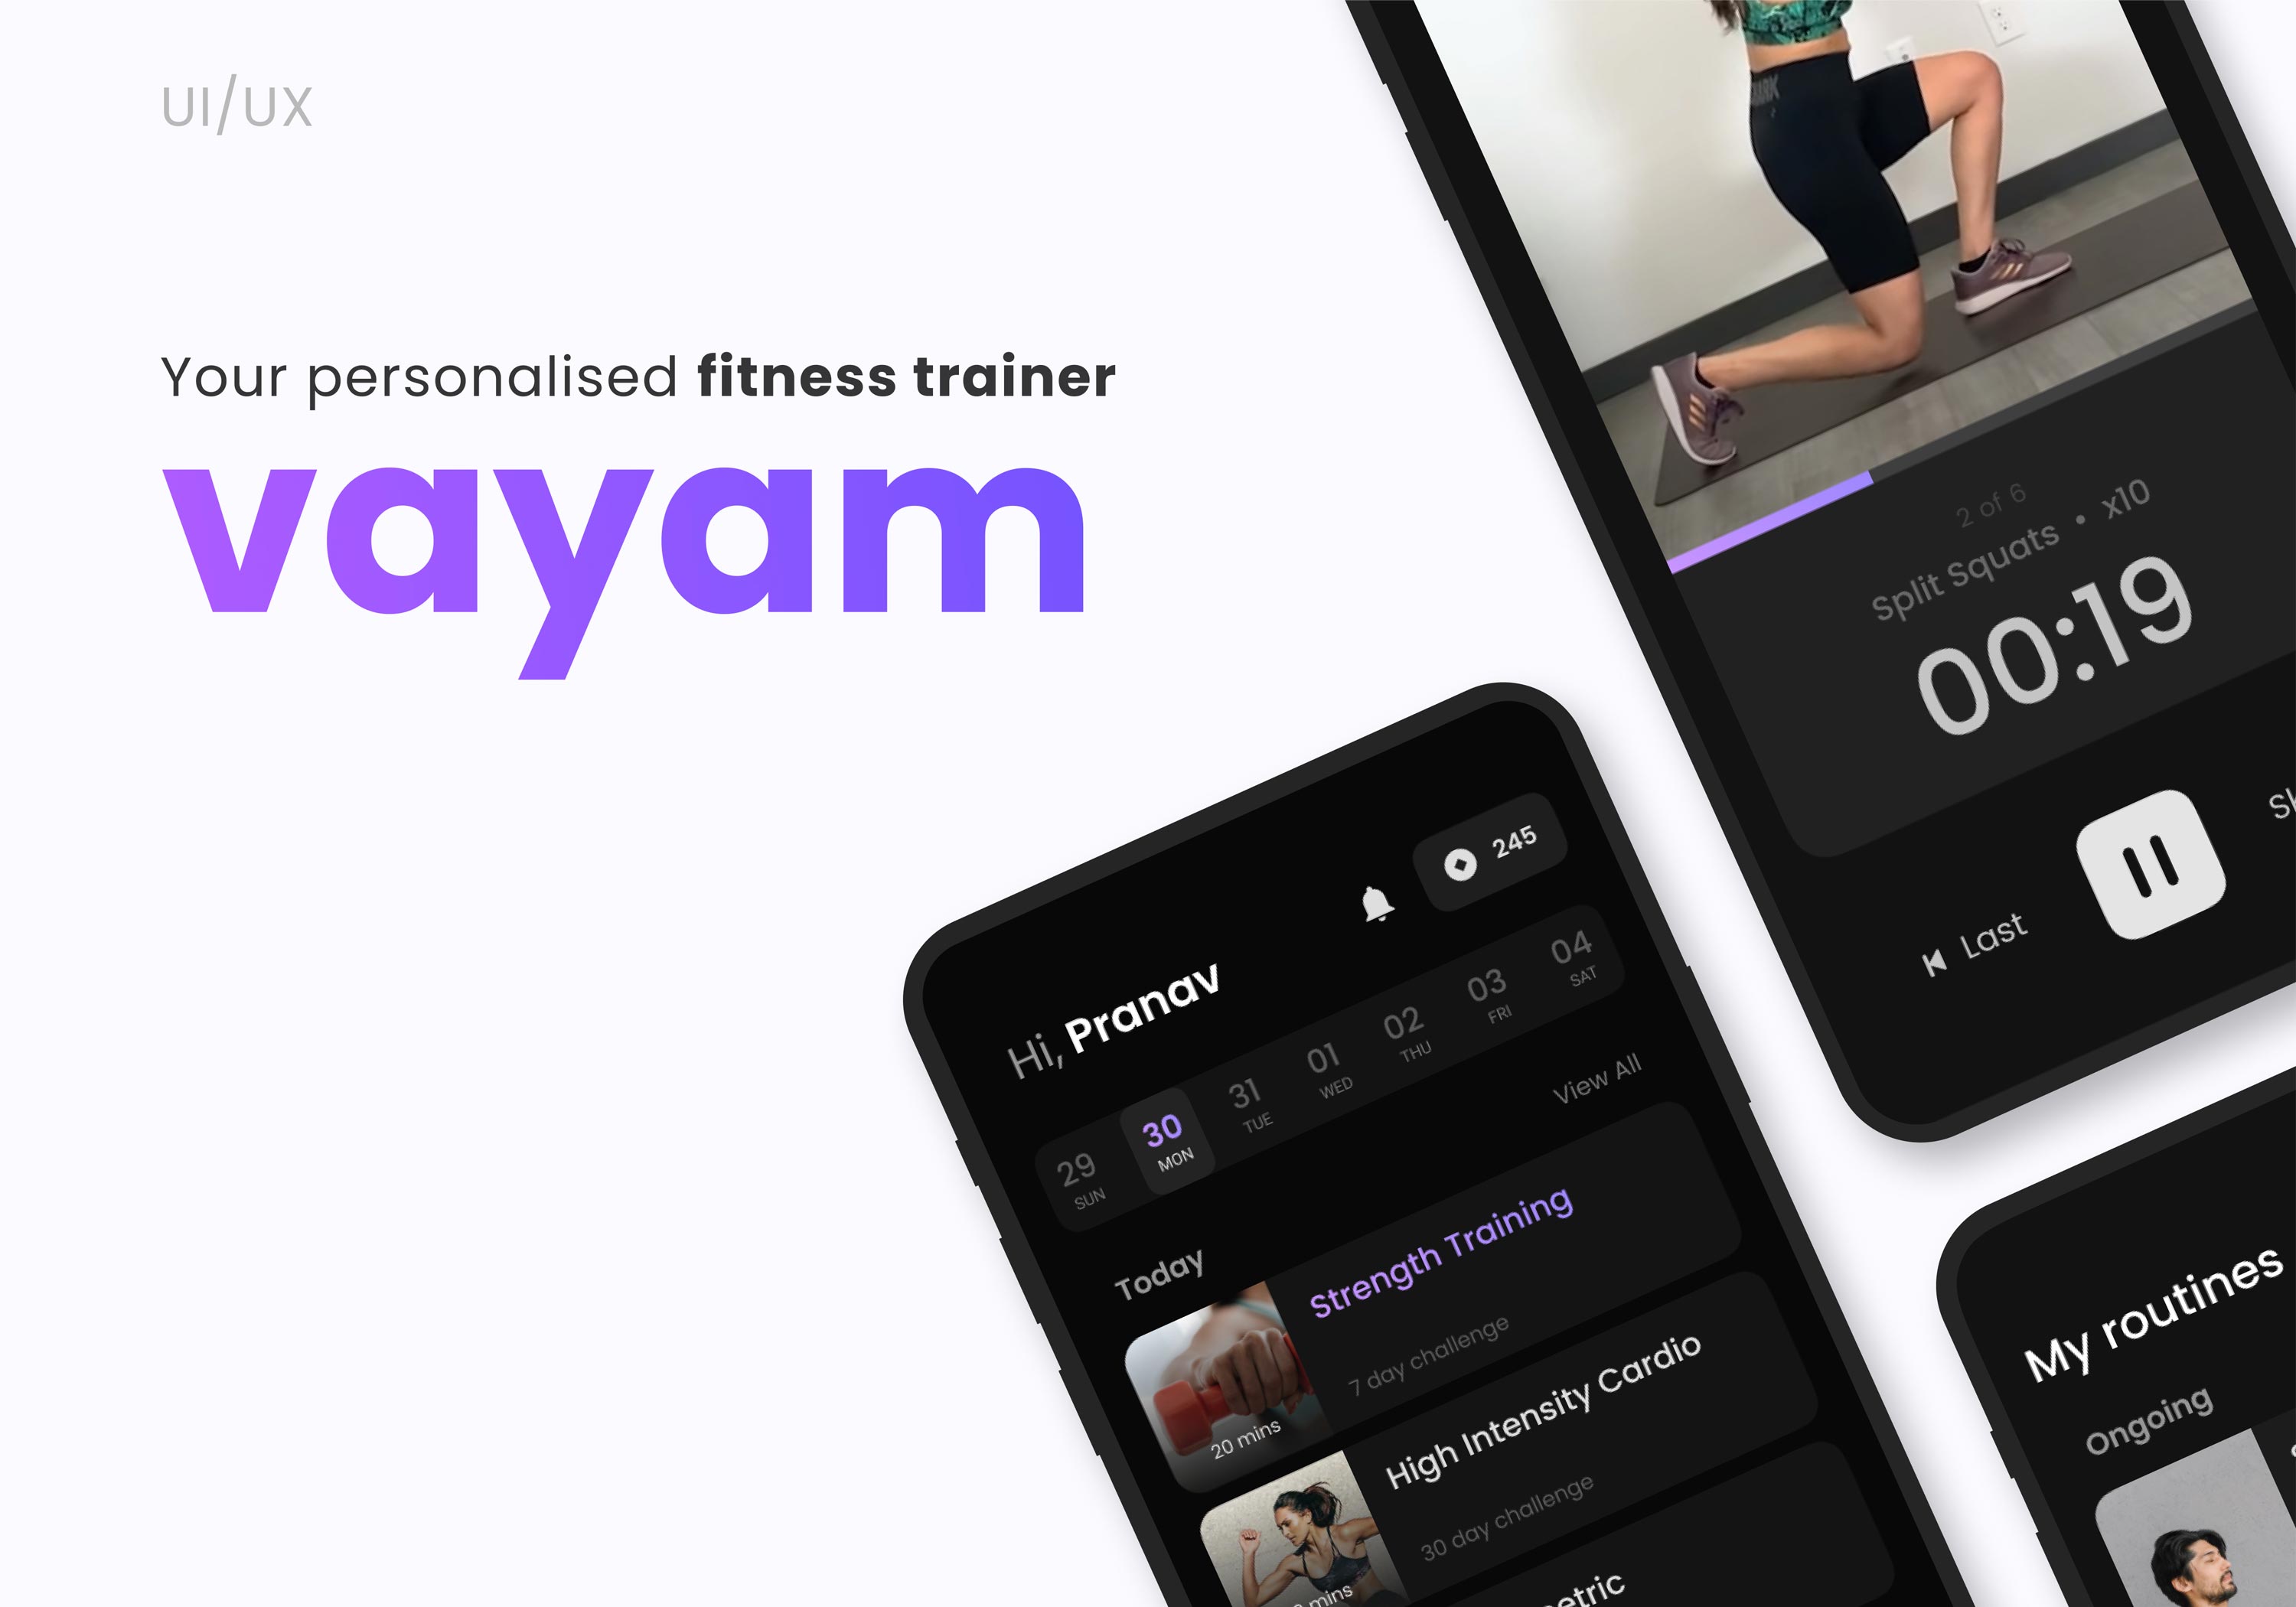 UI/UX
Your personalised fitness trainer
vayam
2 of 6
Split Squats • x10
00:19
Last
245
Hi, Pranav
29 30 31 01 02 03 04
SUN MON TUE WED THU FRI SAT
Today View All
Strength Training
7 day challenge
20 mins
High Intensity Cardio
30 day challenge
mins
My routines
Ongoing